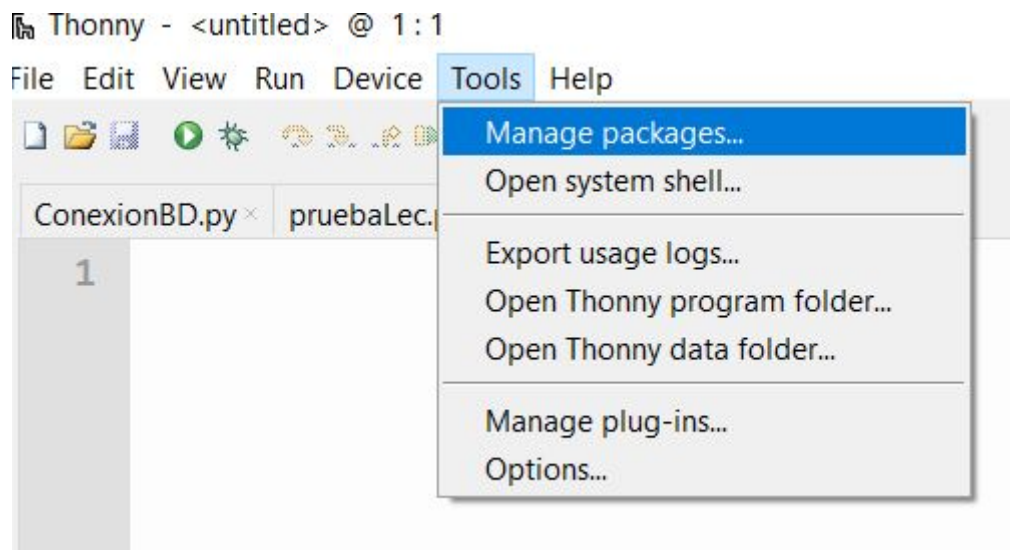 Thonny - <untitled> @ 1:1
File Edit View Run Device Tools Help
Manage packages...
Open system shell...
Export usage logs...
Open Thonny program folder...
Open Thonny data folder...
Manage plug-ins...
Options...
ConexionBD.py × pruebaLec.
1